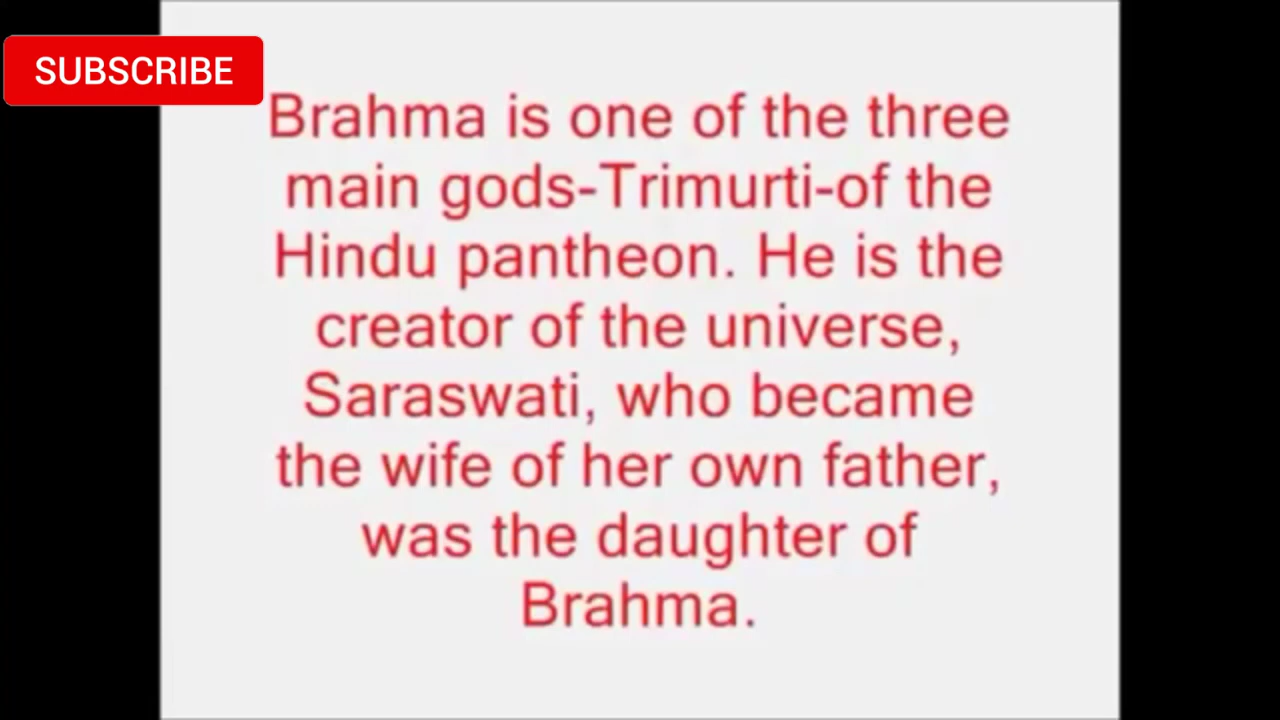 SUBSCRIBE
Brahma is one of the three
main gods-Trimurti-of the
Hindu pantheon. He is the
creator of the universe,
Saraswati, who became
the wife of her own father,
was the daughter of
Brahma.